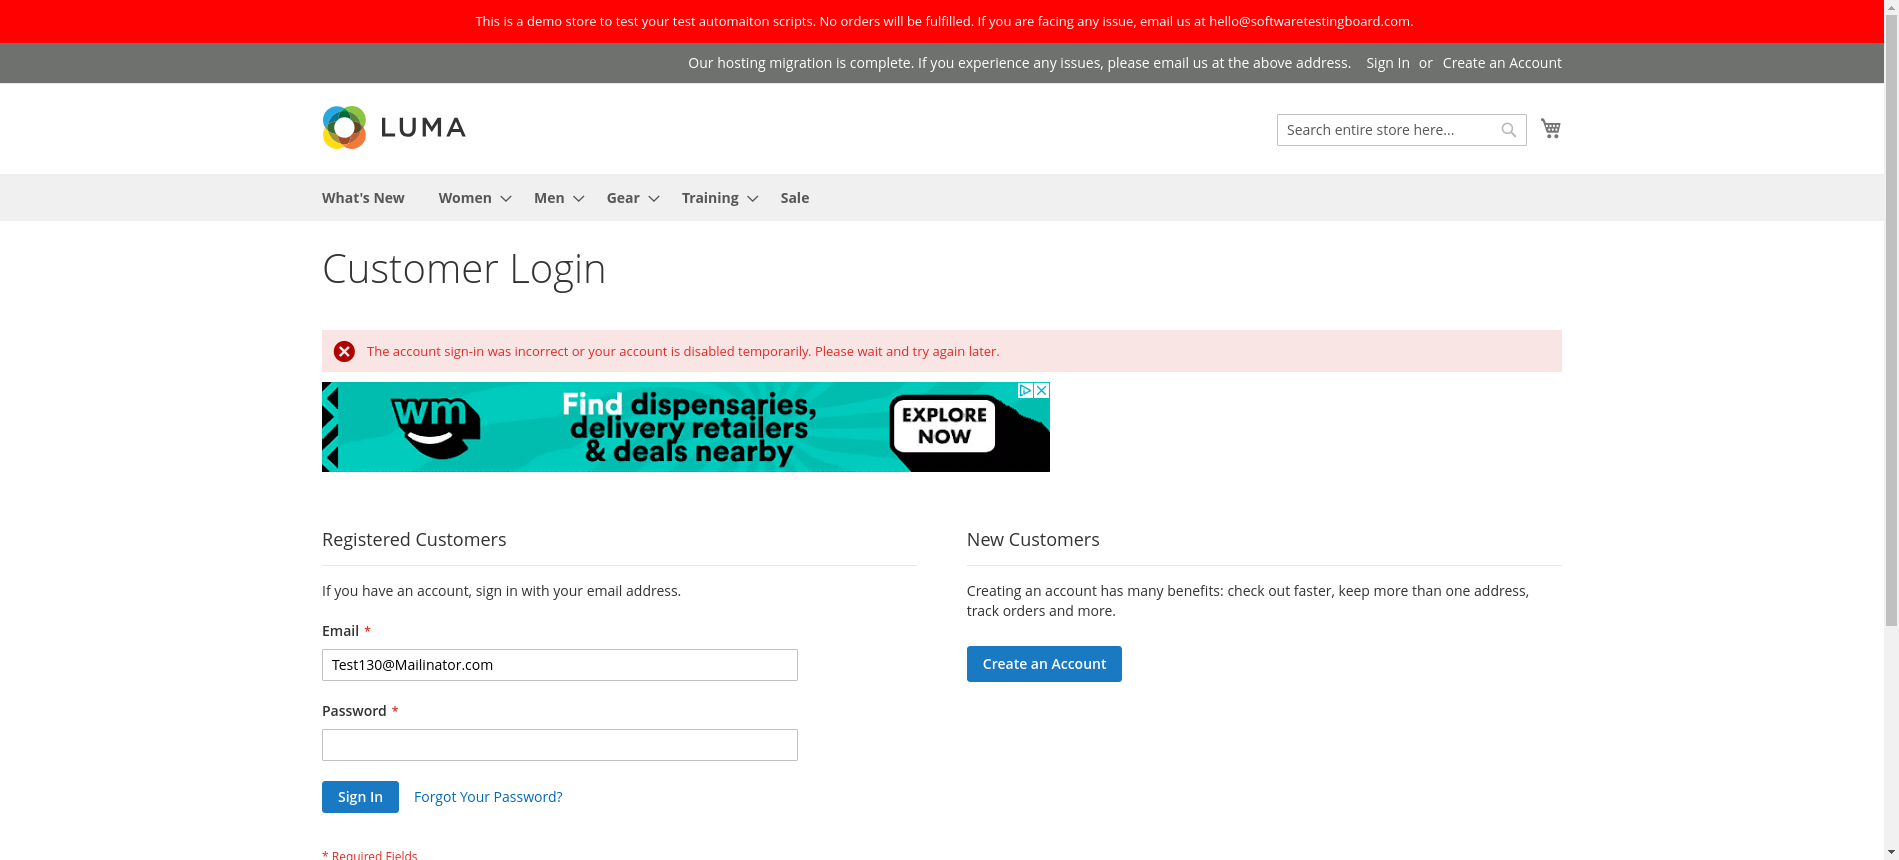 This is a demo store to test your test automaiton scripts. No orders will be fulfilled. If you are facing any issue, email us at hello@softwaretestingboard.com.
Our hosting migration is complete. If you experience any issues, please email us at the above address. Sign In or Create an Account
LUMA
Search entire store here...
What's New Women Men Gear Training Sale
Customer Login
The account sign-in was incorrect or your account is disabled temporarily. Please wait and try again later.
wm
Find dispensaries,
delivery retailers
& deals nearby
EXPLORE
NOW
Registered Customers
If you have an account, sign in with your email address.
Email *
Test130@Mailinator.com
Password *
Sign In Forgot Your Password?
* Required Fields
New Customers
Creating an account has many benefits: check out faster, keep more than one address,
track orders and more.
Create an Account